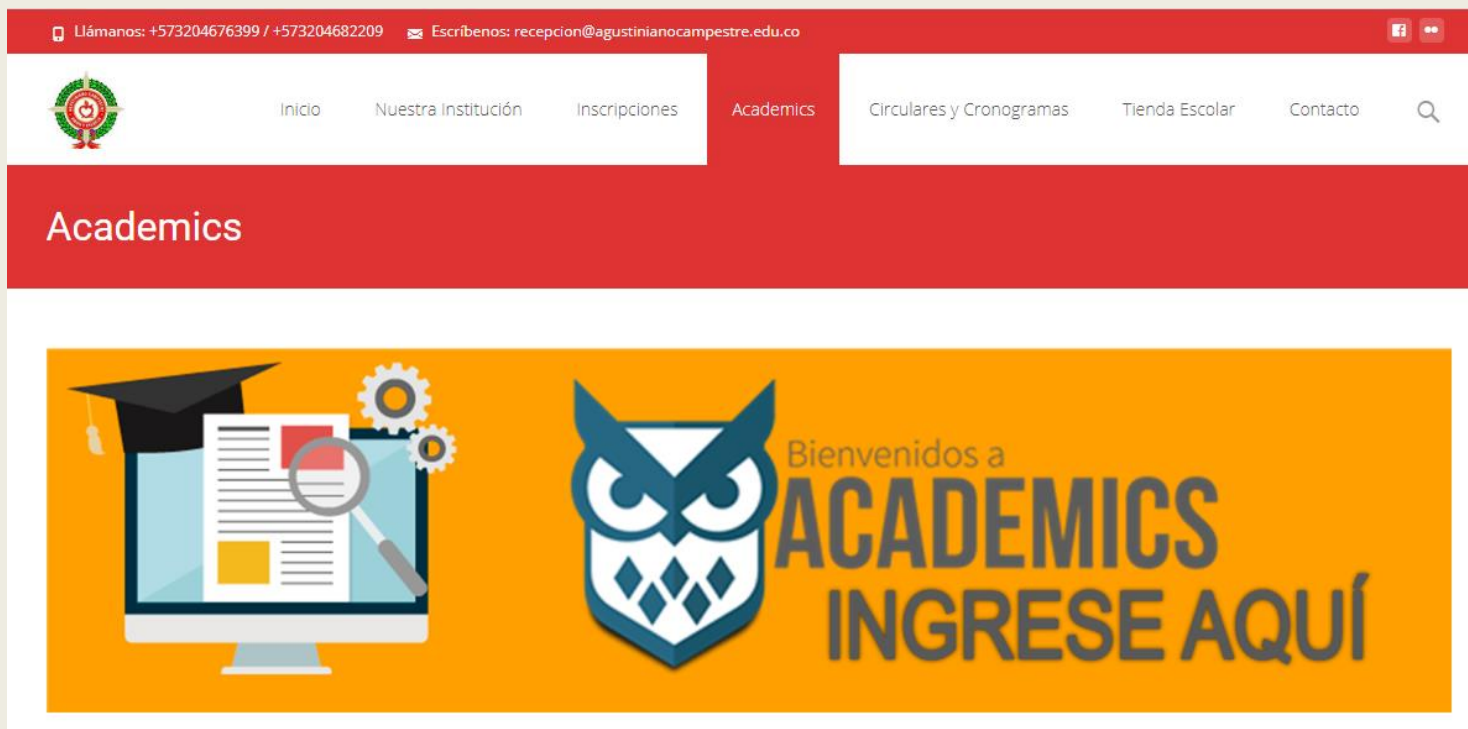 Llámanos: +573204676399 / +573204682209 Escríbenos: recepcion@agustinianocampestre.edu.co
Inicio Nuestra Institución Inscripciones Academics Circulares y Cronogramas Tienda Escolar Contacto
Academics
Bienvenidos a
ACADEMICS
INGRESE AQUÍ